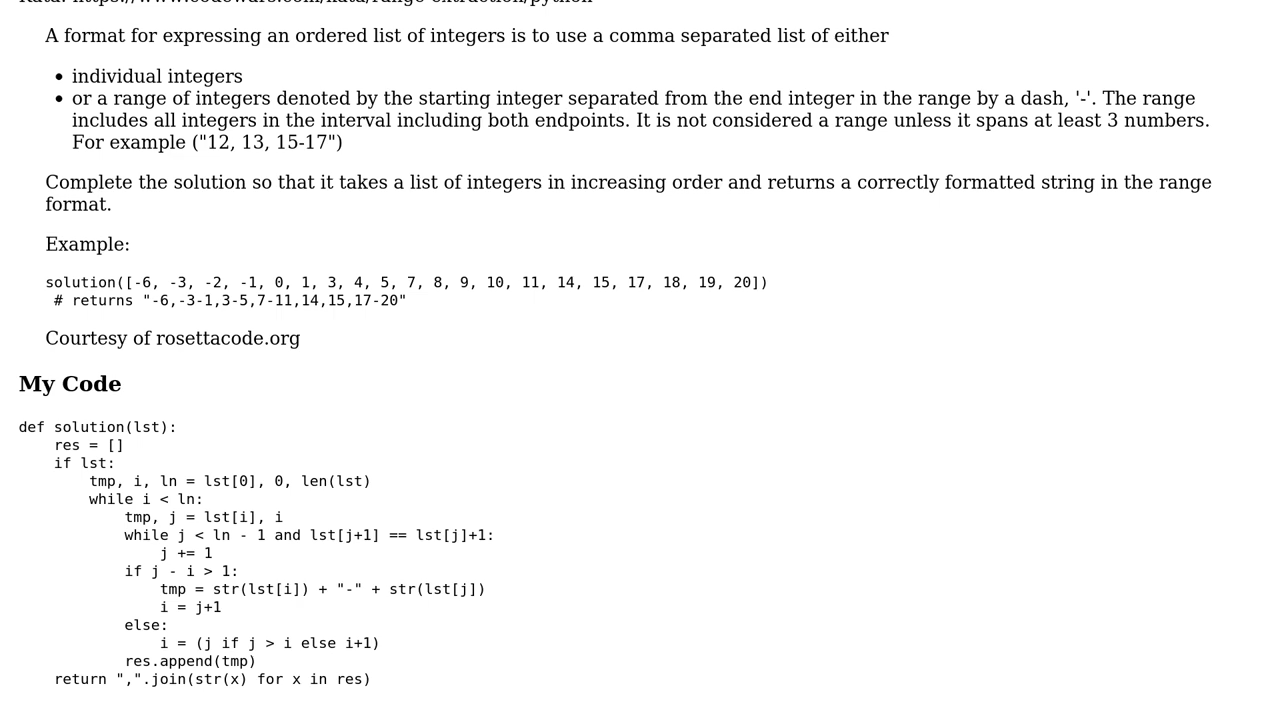 Kata: https://www.codewars.com/kata/range-extraction/python
A format for expressing an ordered list of integers is to use a comma separated list of either
• individual integers
• or a range of integers denoted by the starting integer separated from the end integer in the range by a dash, '-'. The range
includes all integers in the interval including both endpoints. It is not considered a range unless it spans at least 3 numbers.
For example ("12, 13, 15-17")
Complete the solution so that it takes a list of integers in increasing order and returns a correctly formatted string in the range
format.
Example:
solution([-6, -3, -2, -1, 0, 1, 3, 4, 5, 7, 8, 9, 10, 11, 14, 15, 17, 18, 19, 20])
 # returns "-6,-3-1,3-5,7-11,14,15,17-20"
Courtesy of rosettacode.org
My Code
def solution(lst):
    res = []
    if lst:
        tmp, i, ln = lst[0], 0, len(lst)
        while i < ln:
            tmp, j = lst[i], i
            while j < ln - 1 and lst[j+1] == lst[j]+1:
                j += 1
            if j - i > 1:
                tmp = str(lst[i]) + "-" + str(lst[j])
                i = j+1
            else:
                i = (j if j > i else i+1)
            res.append(tmp)
    return ",".join(str(x) for x in res)